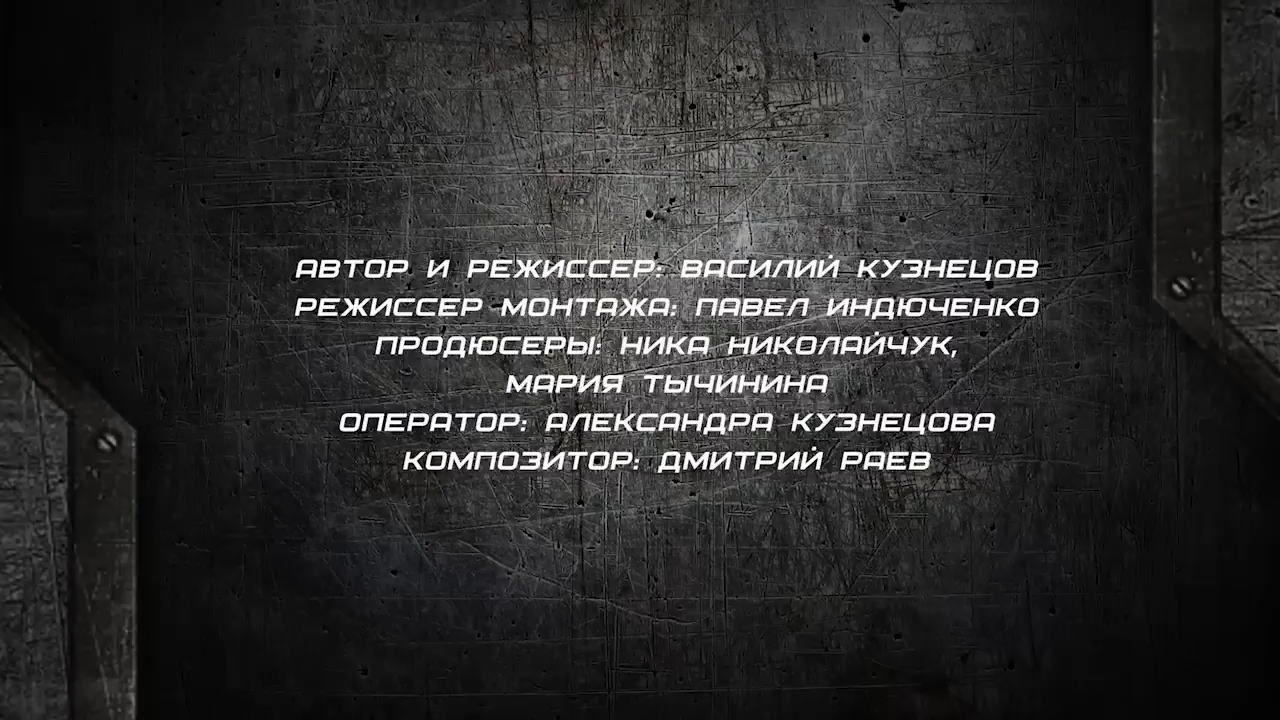 АВТОР И РЕЖИССЕР: ВАСИЛИЙ КУЗНЕЦОВ
РЕЖИССЕР МОНТАЖА: ПАВЕЛ ИНДЮЧЕНКО
ПРОДЮСЕРЫ: НИКА НИКОЛАЙЧУК,
МАРИЯ ТЫЧИНИНА
ОПЕРАТОР: АЛЕКСАНДРА КУЗНЕЦОВА
КОМПОЗИТОР: ДМИТРИЙ РАЕВ